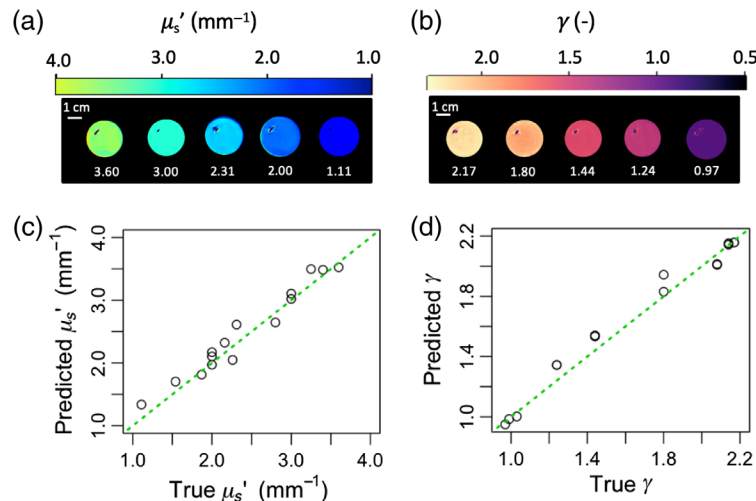 (a)
μs' (mm⁻¹)
4.0 3.0 2.0 1.0
1 cm
3.60 3.00 2.31 2.00 1.11
(b)
γ (-)
2.0 1.5 1.0 0.5
1 cm
2.17 1.80 1.44 1.24 0.97
(c)
Predicted μs' (mm⁻¹)
4.0
3.0
2.0
1.0
1.0 2.0 3.0 4.0
True μs' (mm⁻¹)
(d)
Predicted γ
2.2
1.8
1.4
1.0
1.0 1.4 1.8 2.2
True γ